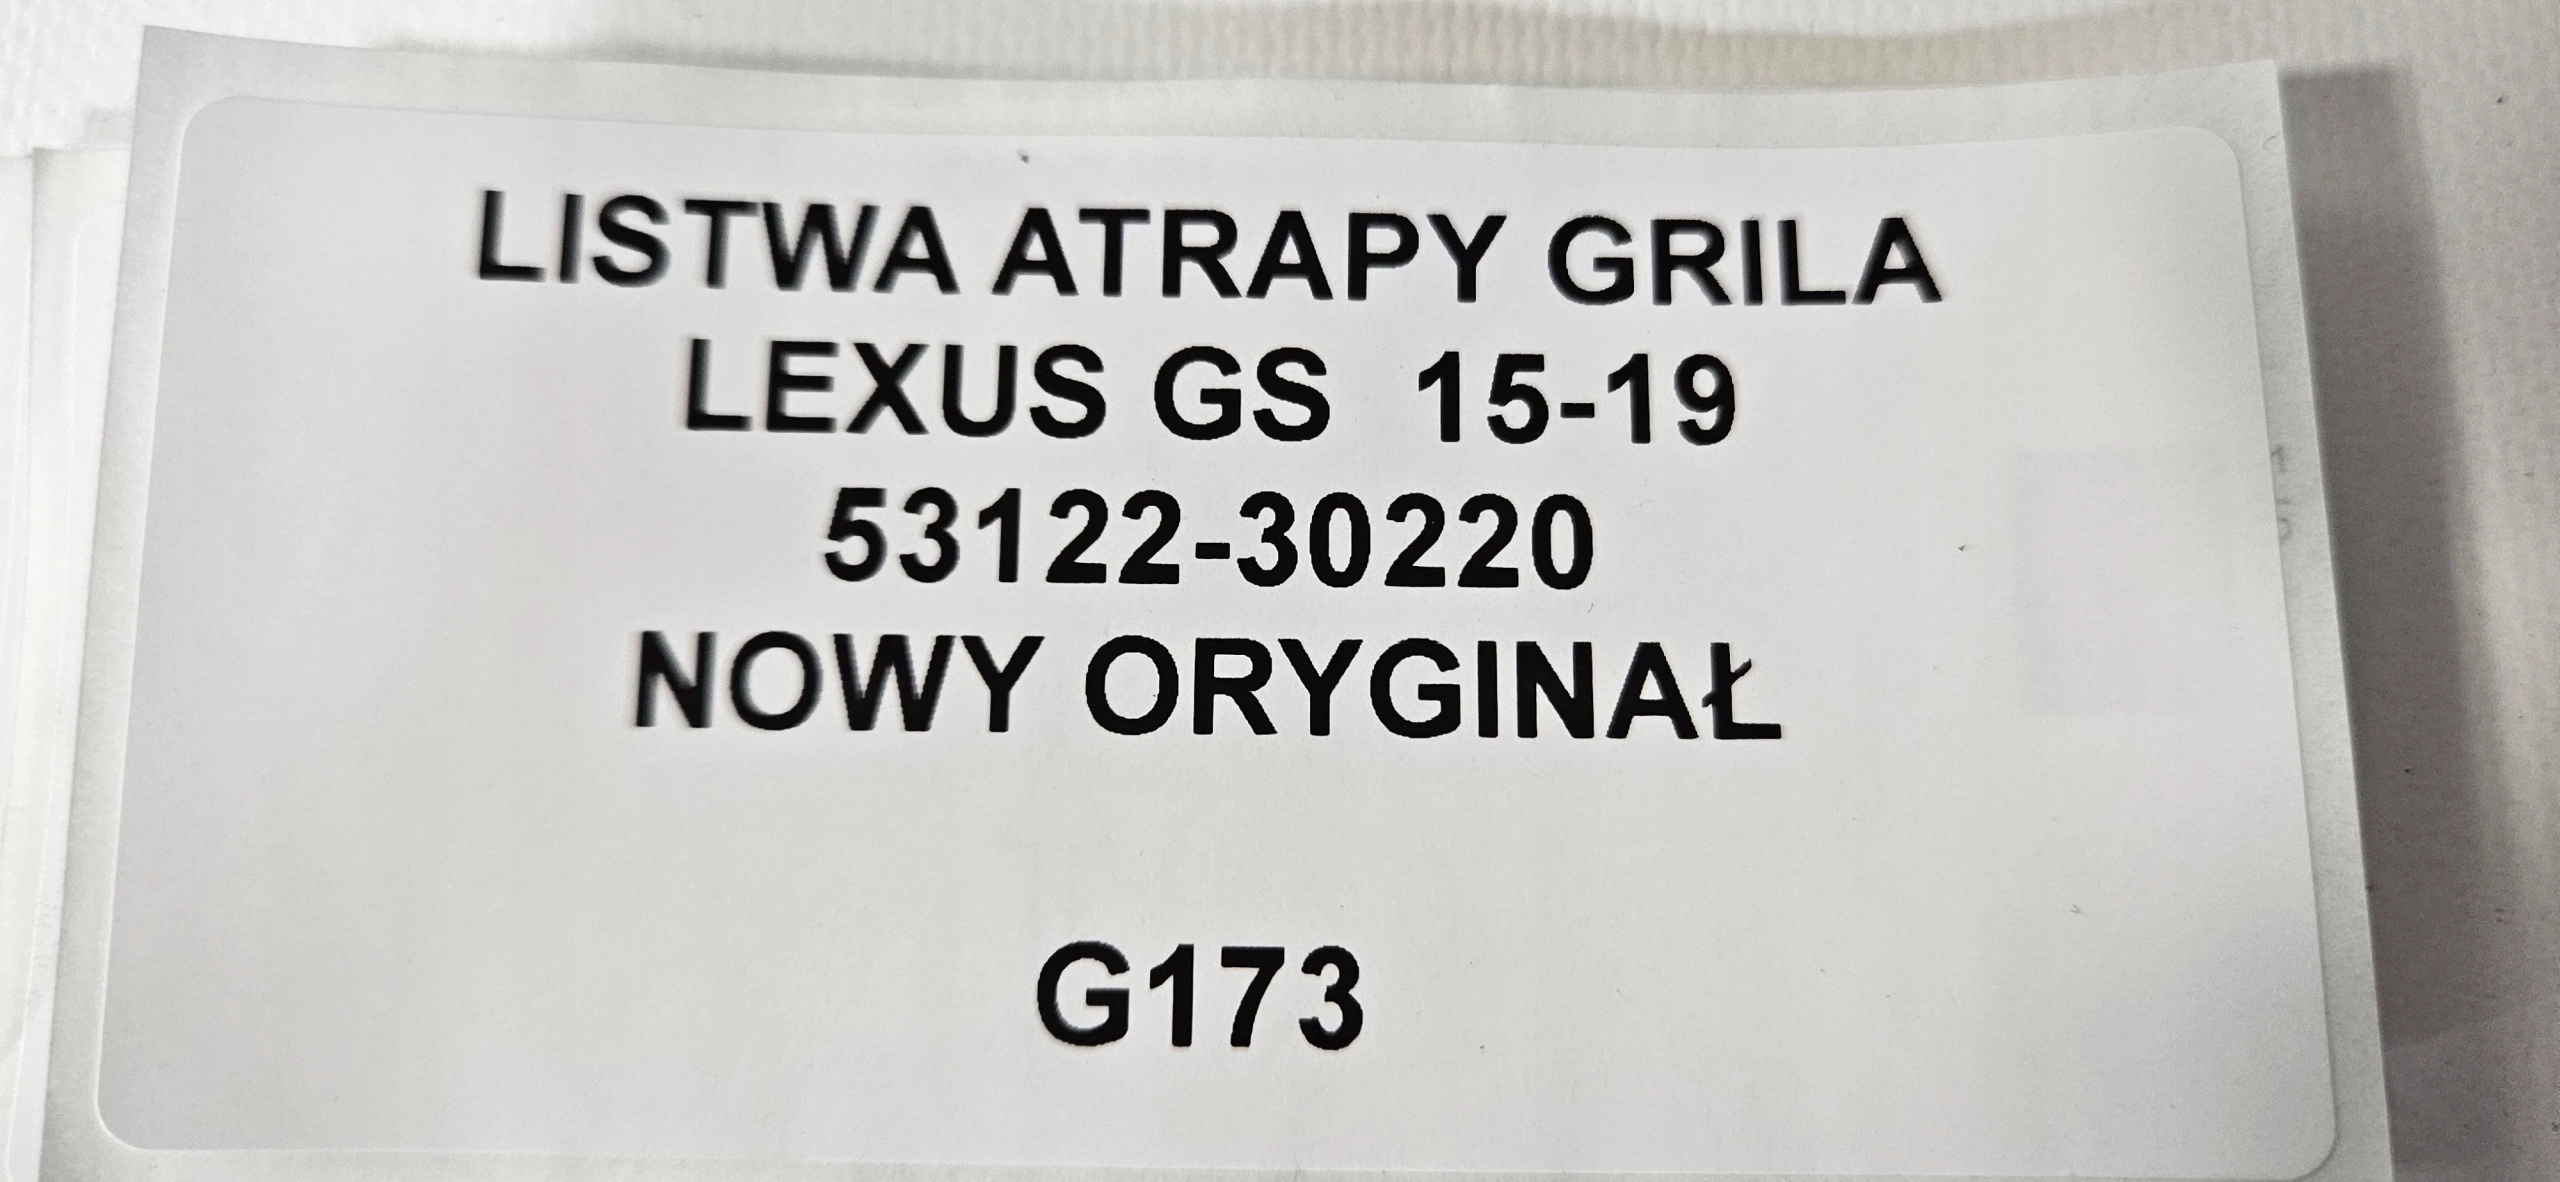 LISTWA ATRAPY GRILA
LEXUS GS 15-19
53122-30220
NOWY ORYGINAŁ
G173